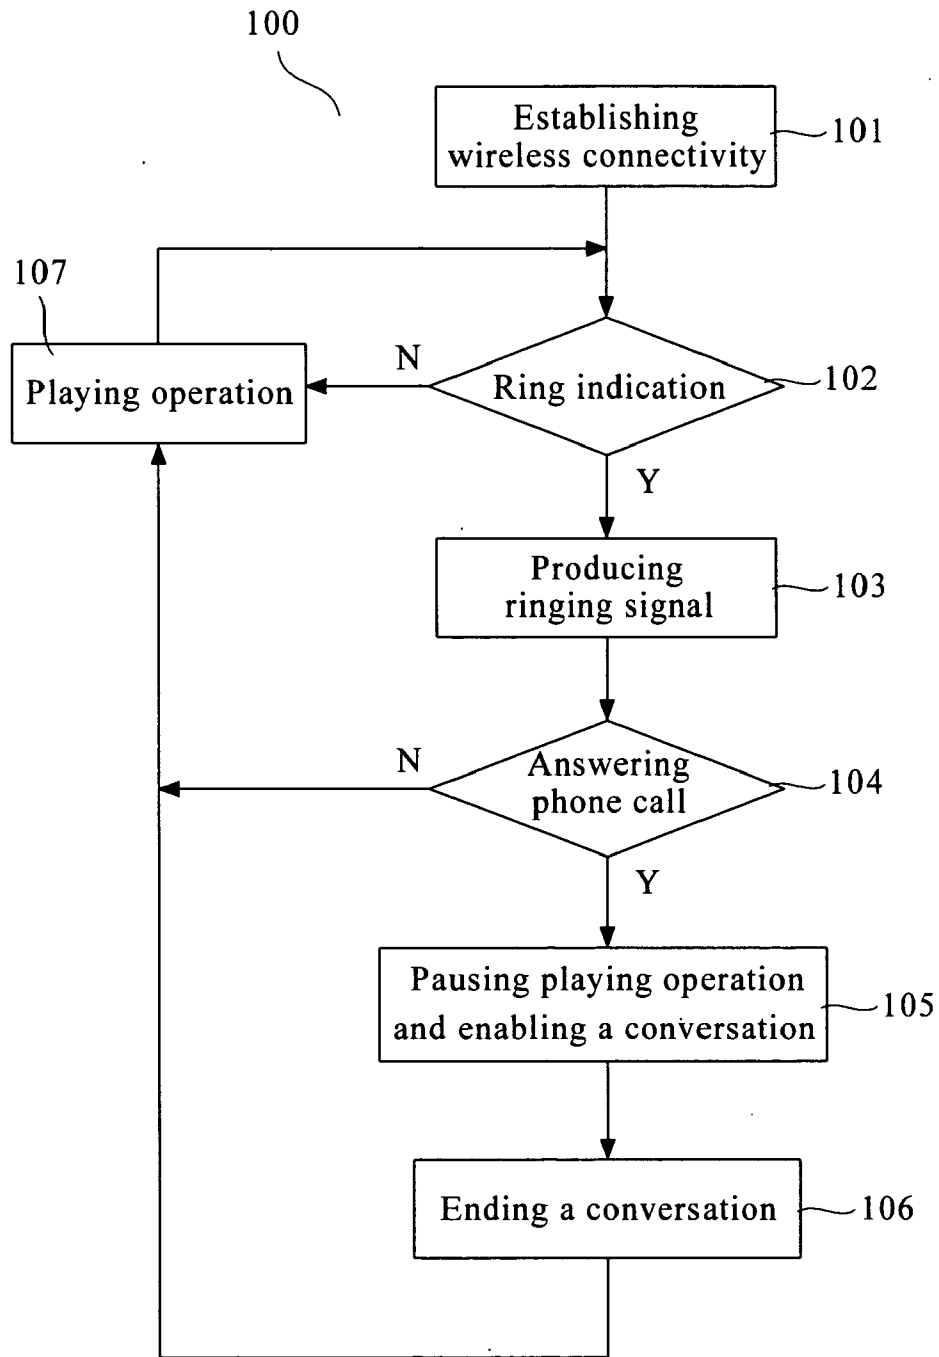 100
Establishing
wireless connectivity
101
107
N
Ring indication
102
Playing operation
Y
Producing
ringing signal
103
N
Answering
phone call
104
Y
Pausing playing operation
and enabling a conversation
105
Ending a conversation
106